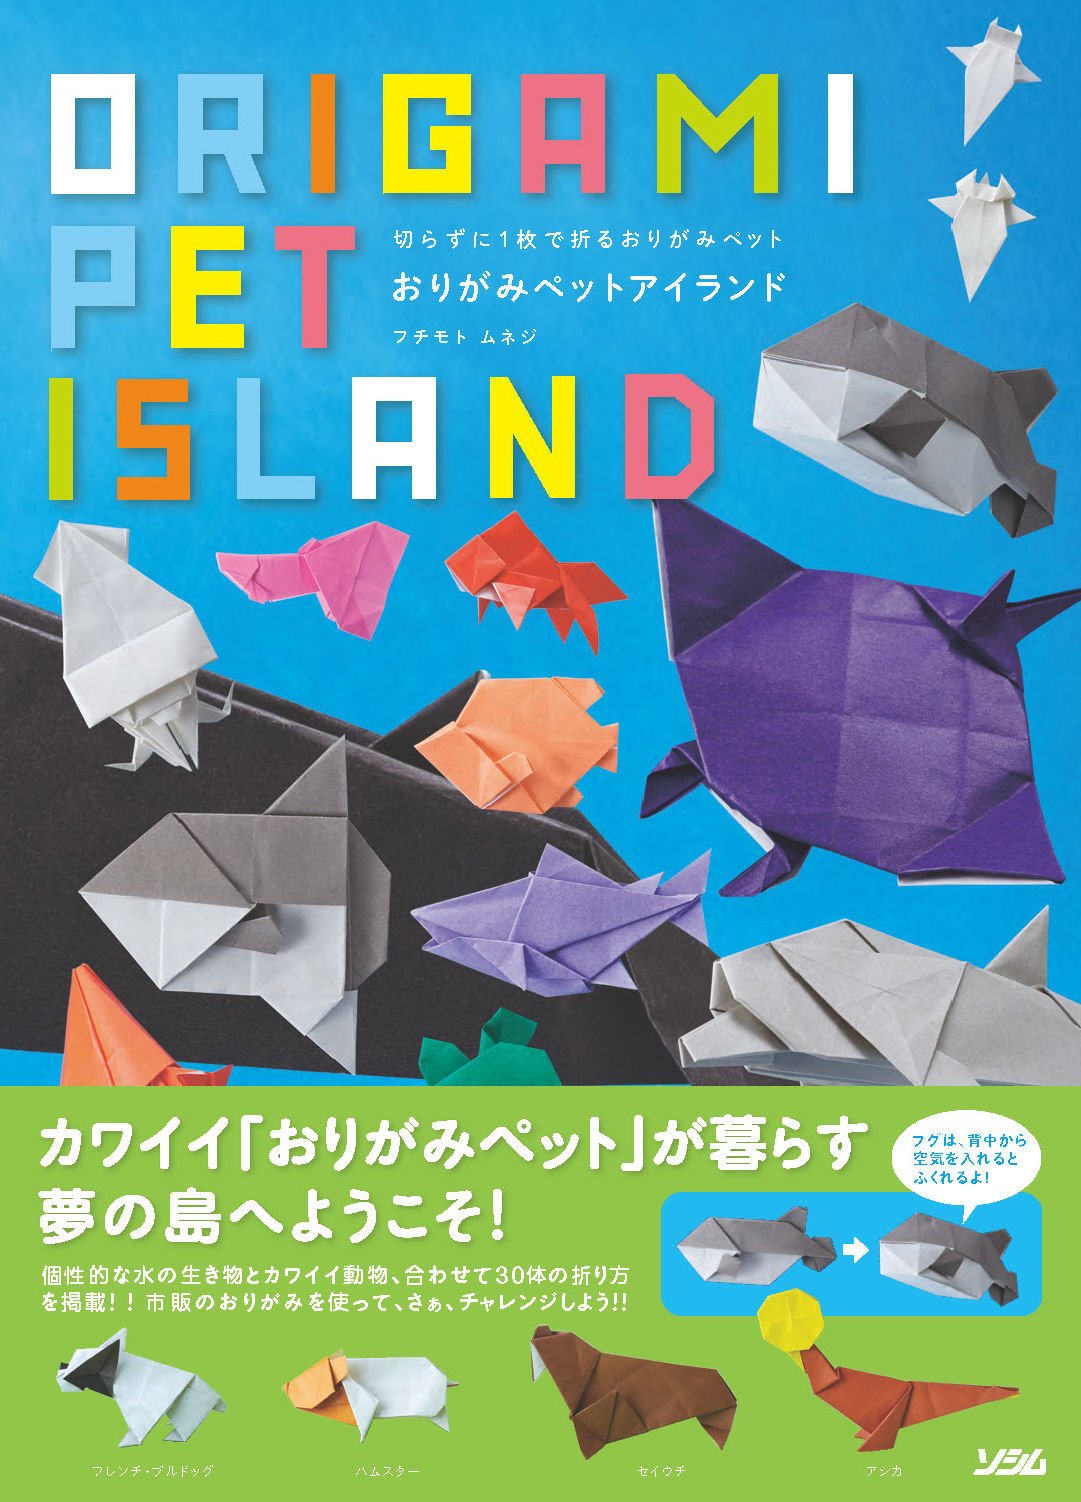 ORIGAMI
PET
切らずに1枚で折るおりがみペット
おりがみペットアイランド
フチモト ムネジ
ISLAND
カワイイ「おりがみペット」が暮らす
夢の島へようこそ!
個性的な水の生き物とカワイイ動物、合わせて30体の折り方
を掲載!!市販のおりがみを使って、さぁ、チャレンジしよう!!
フグは、背中から
空気を入れると
ふくれるよ!
フレンチ・ブルドッグ
ハムスター
セイウチ
アシカ
ソシム